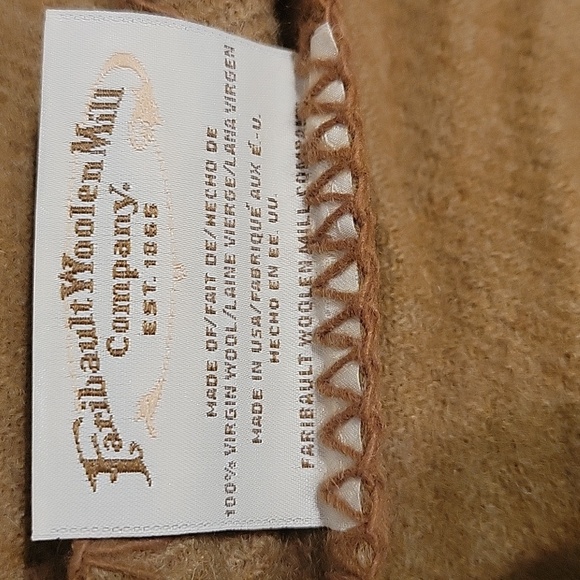 Faribault Woolen Mill
Company.
EST. 1865
MADE OF/FAIT DE/HECHO DE
100% VIRGIN WOOL/LAINE VIERGE/LANA VIRGEN
MADE IN USA/FABRIQUÉ AUX É.-U.
HECHO EN EE. UU.
FARIBAULT WOOLEN MILL COMPANY